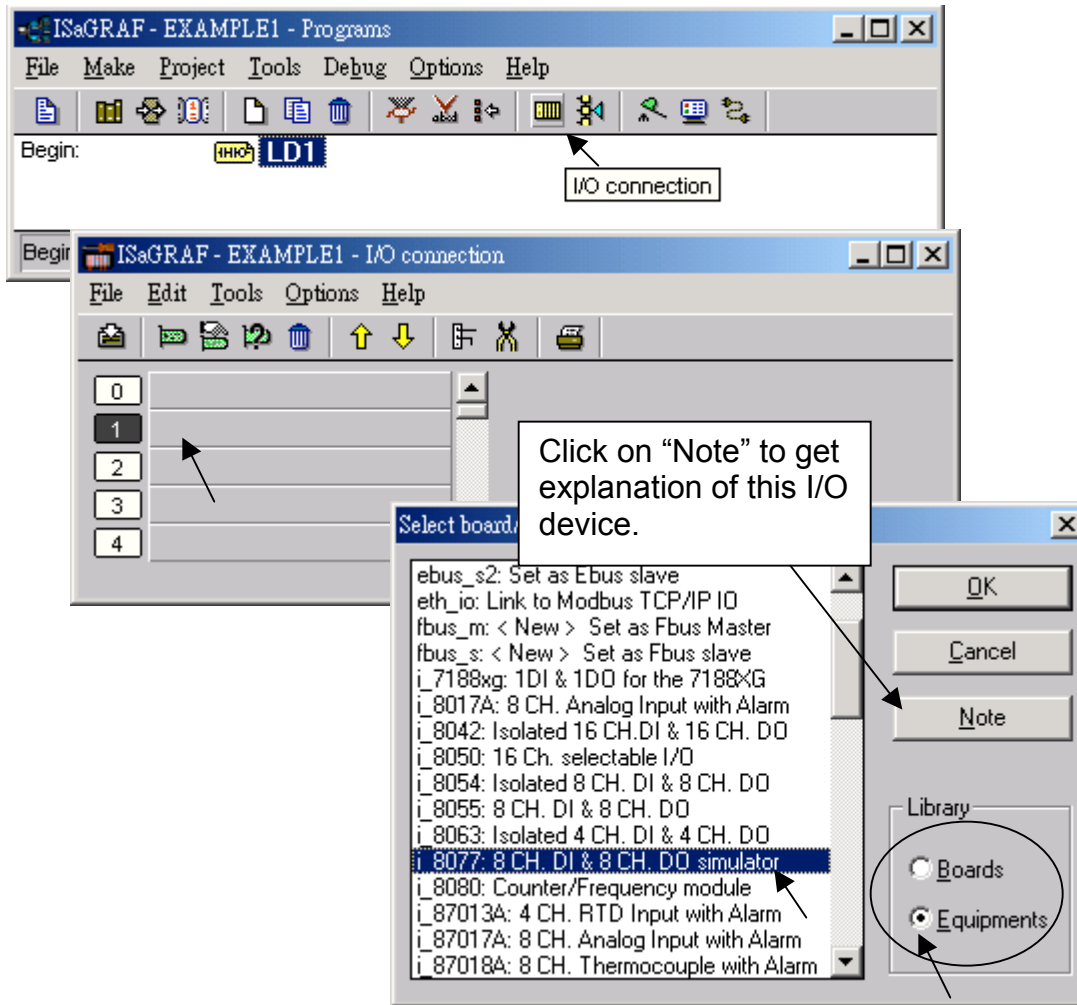 ISaGRAF - EXAMPLE1 - Programs
File Make Project Tools Debug Options Help
Begin: LD1
I/O connection
Begin
ISaGRAF - EXAMPLE1 - I/O connection
File Edit Tools Options Help
0
1
2
3
4
Click on “Note” to get
explanation of this I/O
device.
Select board/
ebus_s2: Set as Ebus slave
eth_io: Link to Modbus TCP/IP IO
fbus_m: < New > Set as Fbus Master
fbus_s: < New > Set as Fbus slave
i_7188xg: 1DI & 1DO for the 7188XG
i_8017A: 8 CH. Analog Input with Alarm
i_8042: Isolated 16 CH.DI & 16 CH. DO
i_8050: 16 Ch. selectable I/O
i_8054: Isolated 8 CH. DI & 8 CH. DO
i_8055: 8 CH. DI & 8 CH. DO
i_8063: Isolated 4 CH. DI & 4 CH. DO
i_8077: 8 CH. DI & 8 CH. DO simulator
i_8080: Counter/Frequency module
i_87013A: 4 CH. RTD Input with Alarm
i_87017A: 8 CH. Analog Input with Alarm
i_87018A: 8 CH. Thermocouple with Alarm
OK
Cancel
Note
Library
Boards
Equipments